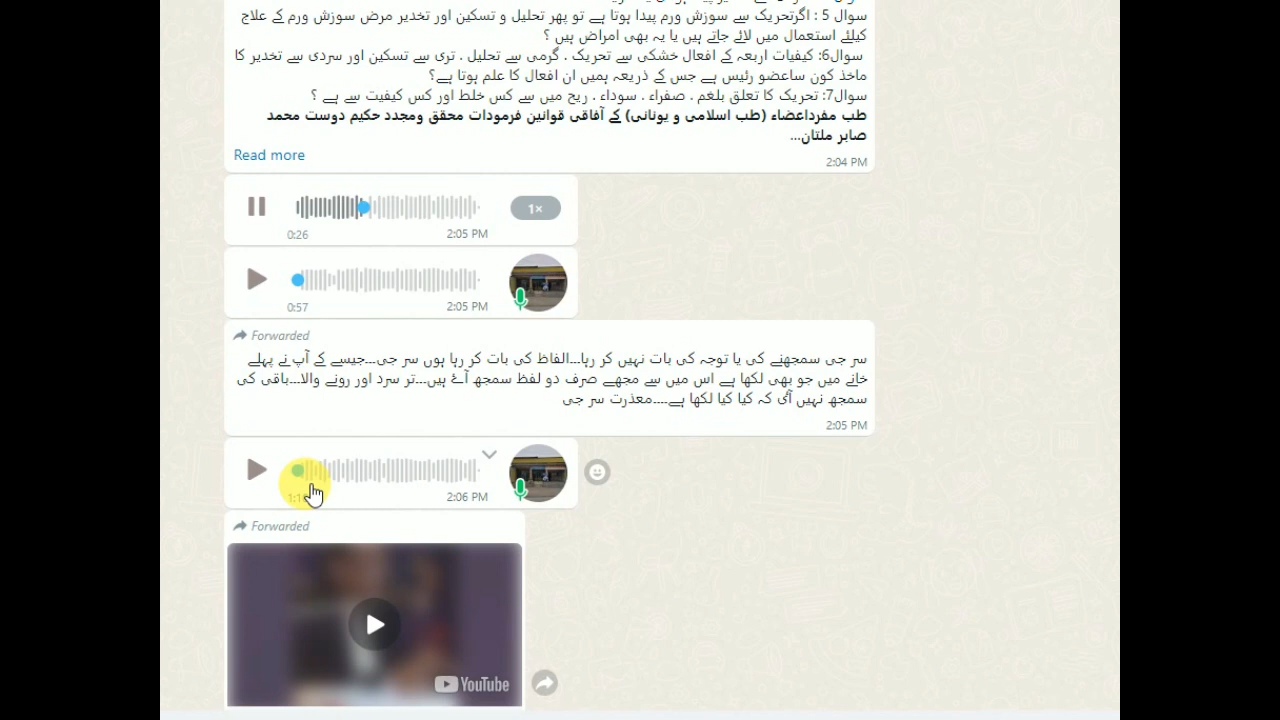 سوال 5 : اگرتحریک سے سوزش ورم پیدا ہوتا ہے تو پھر تحلیل و تسکین اور تخدیر مرض سوزش ورم کے علاج
کیلئے استعمال میں لائے جاتے ہیں یا یہ بھی امراض ہیں ؟
سوال6: کیفیات اربعہ کے افعال خشکی سے تحریک . گرمی سے تحلیل . تری سے تسکین اور سردی سے تخدیر کا
ماخذ کون ساعضو رئیس ہے جس کے ذریعہ ہمیں ان افعال کا علم ہوتا ہے؟
سوال7: تحریک کا تعلق بلغم . صفراء . سوداء . ریح میں سے کس خلط اور کس کیفیت سے ہے ؟
طب مفرداعضاء (طب اسلامی و یونانی) کے آفاقی قوانین فرمودات محقق ومجدد حکیم دوست محمد
صابر ملتان...
Read more
2:04 PM
1×
0:26
2:05 PM
0:57
2:05 PM
Forwarded
سر جی سمجھنے کی یا توجہ کی بات نہیں کر رہا...الفاظ کی بات کر رہا ہوں سر جی...جیسے کے آپ نے پہلے
خانے میں جو بھی لکھا ہے اس میں سے مجھے صرف دو لفظ سمجھ آۓ ہیں...تر سرد اور رونے والا...باقی کی
سمجھ نہیں آئ کہ کیا کیا لکھا ہے....معذرت سر جی
2:05 PM
2:06 PM
Forwarded
YouTube